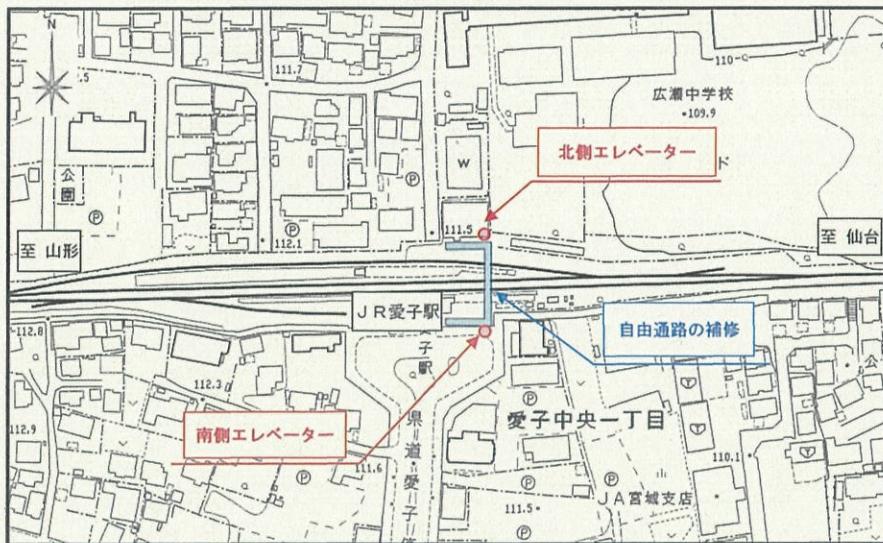 N
111.7
広瀬中学校
109.9
110
公園
W
北側エレベーター
ド
111.5
112.1
至 山形
至 仙台
JR愛子駅
112.8
自由通路の補修
112.3
112.9
南側エレベーター
111.6
愛子中央一丁目
110.1
111.5
JA宮城支店
県道愛子
公